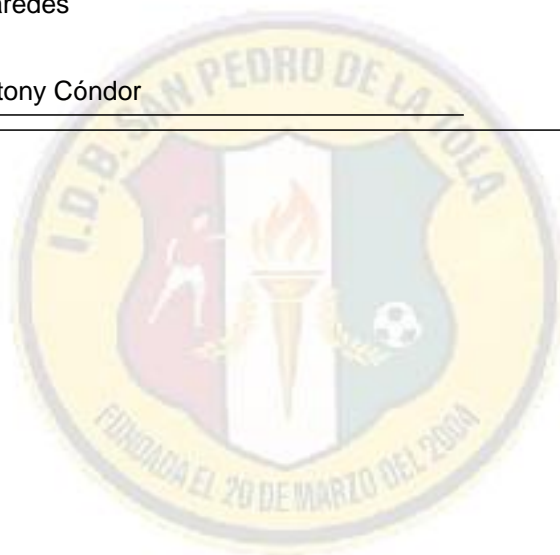 aredes
tony Cóndor
I.D.B. SAN PEDRO DE LA TOLA
FUNDADA EL 20 DE MARZO DEL 2004